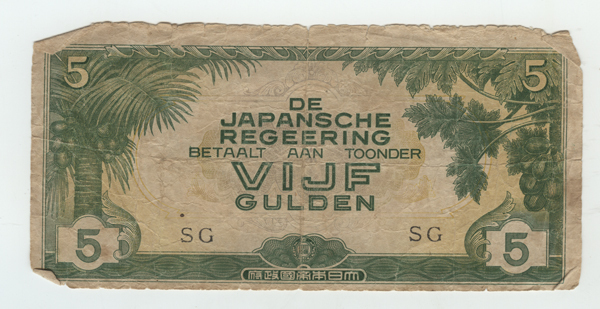 5 5
DE
JAPANSCHE
REGEERING
BETAALT AAN TOONDER
VIJF
GULDEN
SG SG
5 5
大日本帝國政府